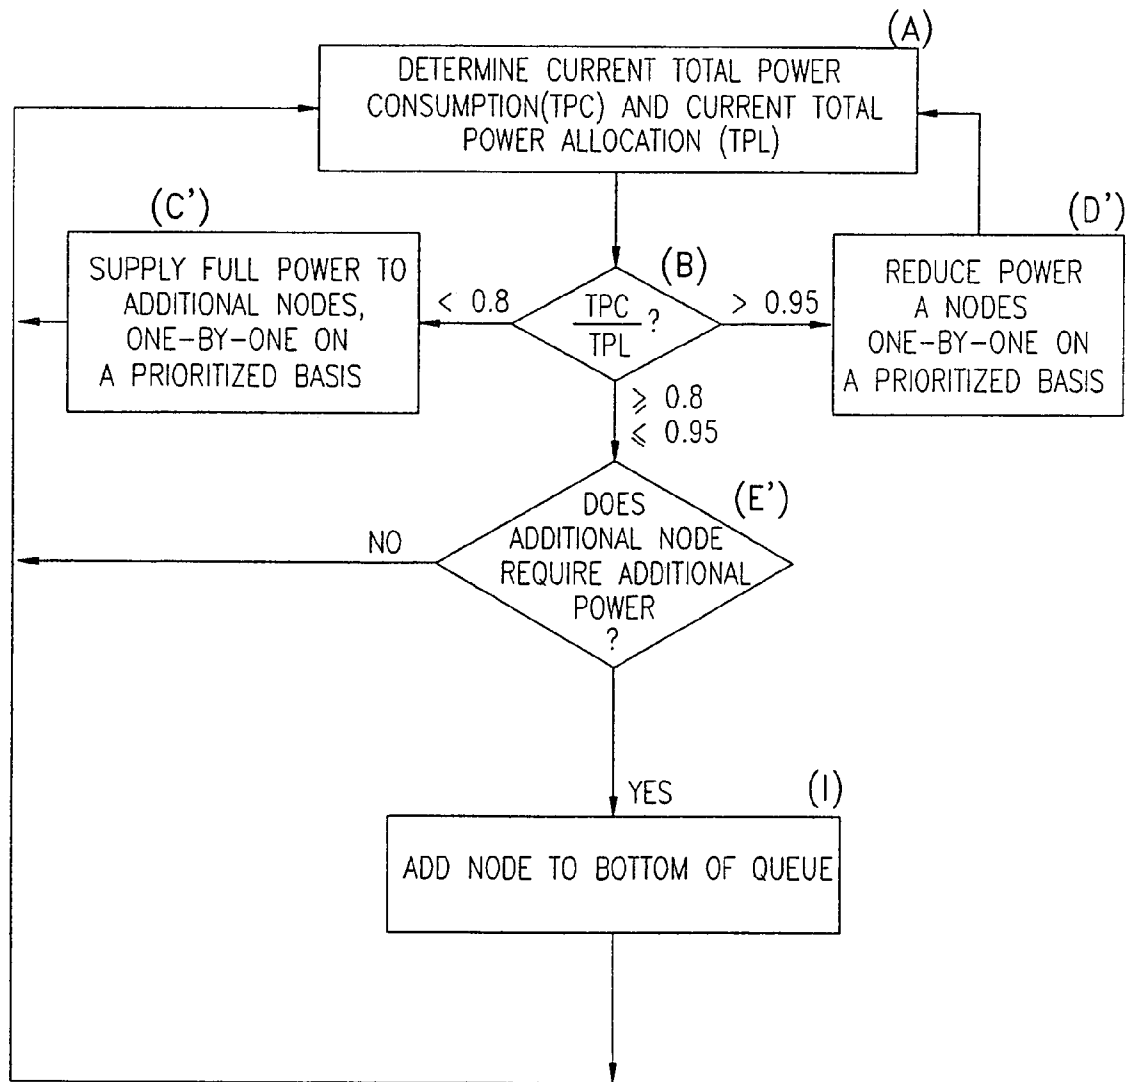 (A)
DETERMINE CURRENT TOTAL POWER
CONSUMPTION(TPC) AND CURRENT TOTAL
POWER ALLOCATION (TPL)
(C')
SUPPLY FULL POWER TO
ADDITIONAL NODES,
ONE-BY-ONE ON
A PRIORITIZED BASIS
< 0.8
(B)
TPC
TPL
?
> 0.95
(D')
REDUCE POWER
A NODES
ONE-BY-ONE ON
A PRIORITIZED BASIS
⩾ 0.8
⩽ 0.95
(E')
DOES
ADDITIONAL NODE
REQUIRE ADDITIONAL
POWER
?
NO
YES
(I)
ADD NODE TO BOTTOM OF QUEUE